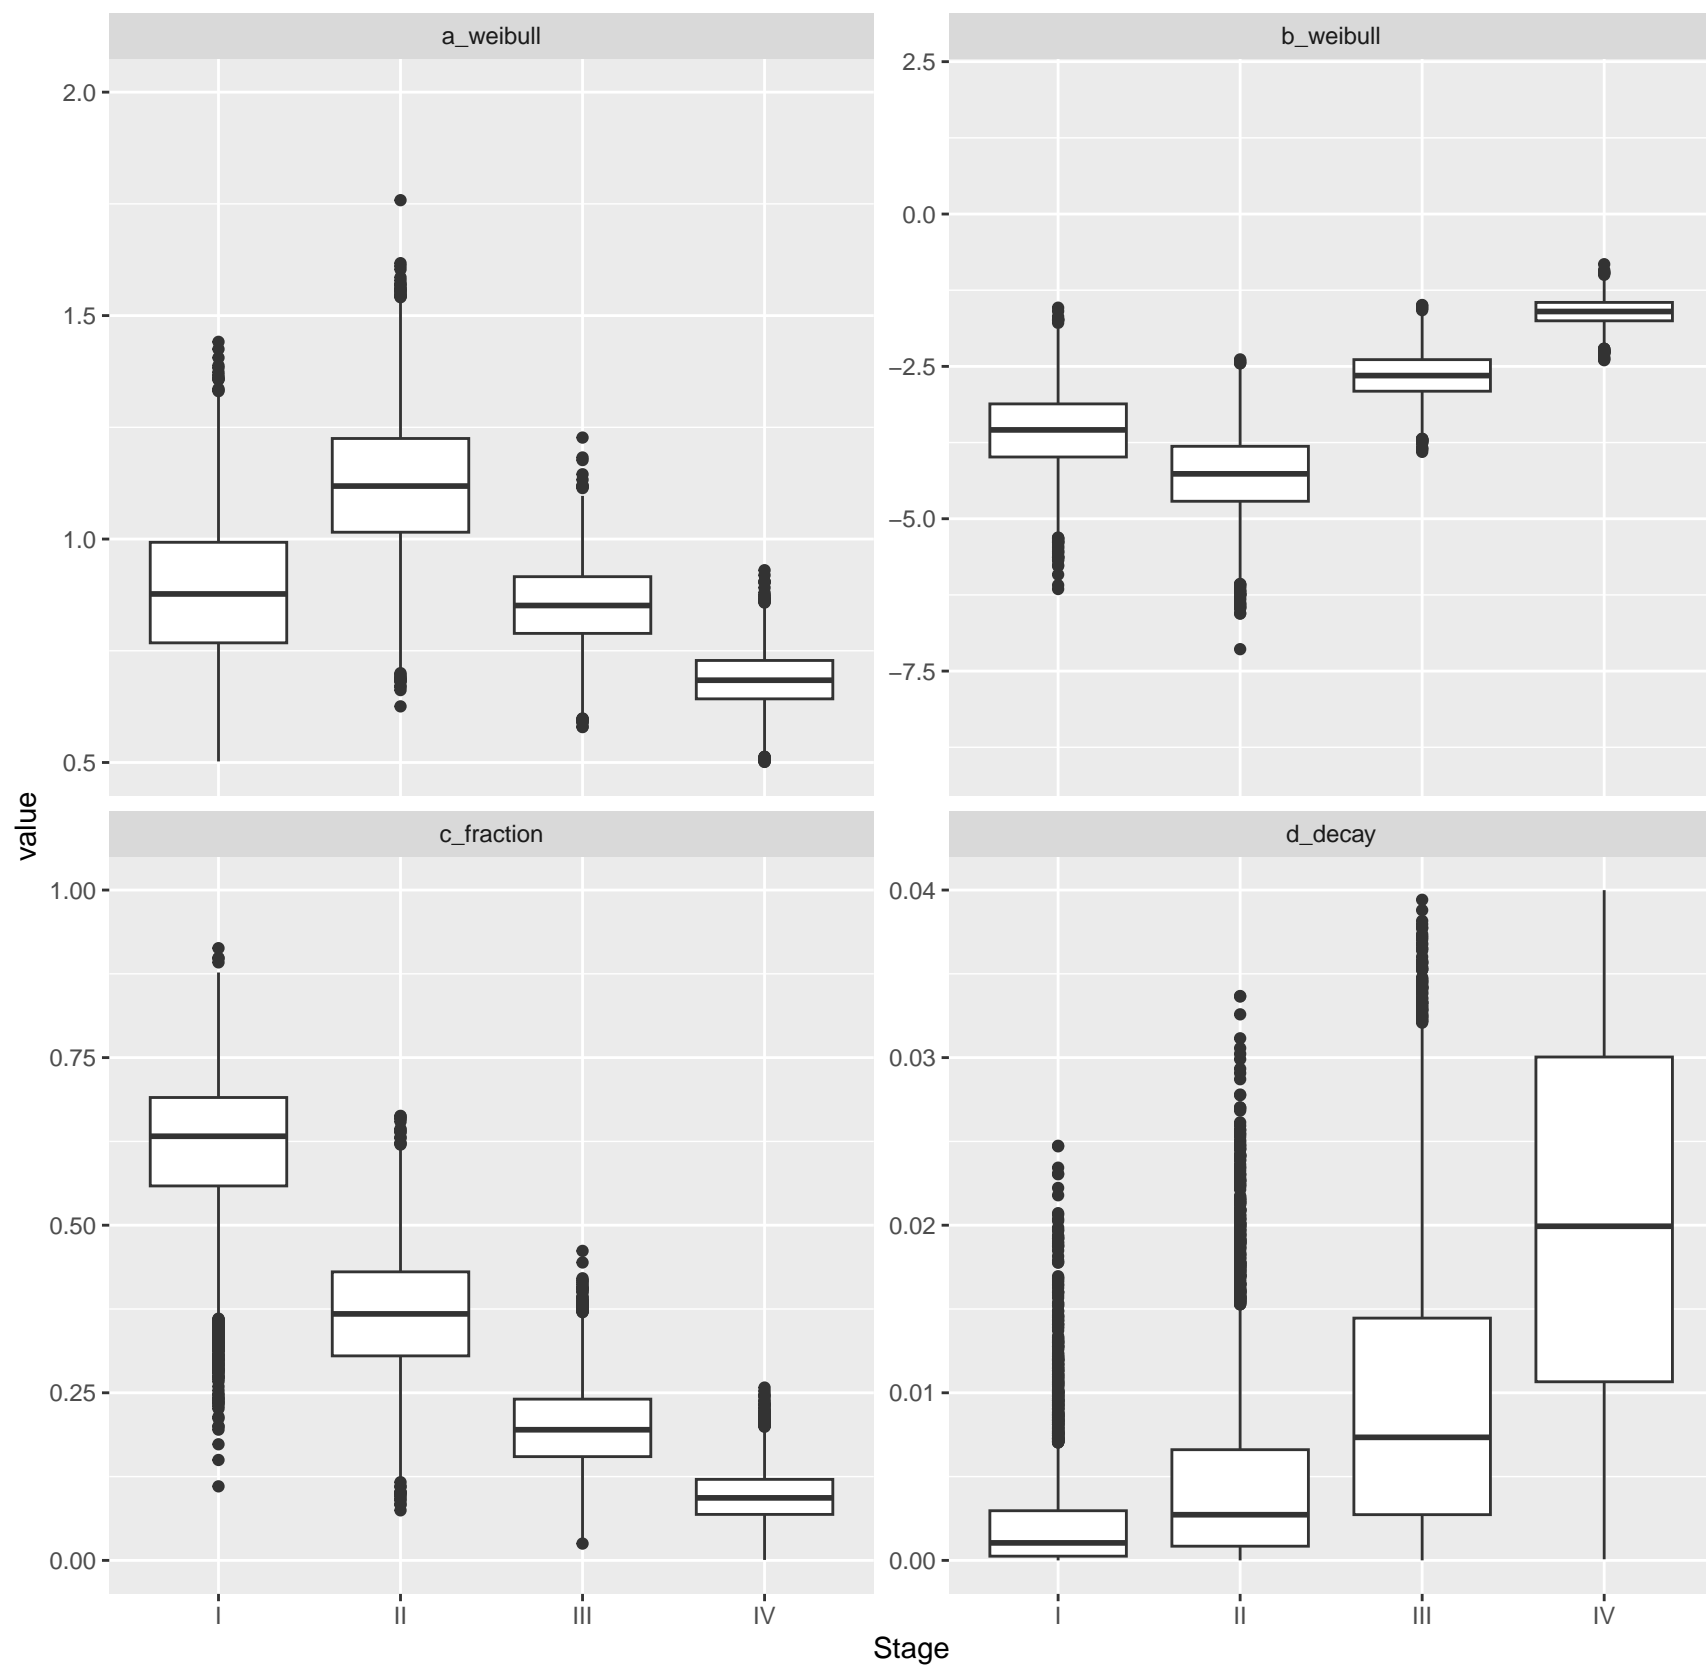 a_weibull
b_weibull
2.0
1.5
1.0
0.5
2.5
0.0
−2.5
−5.0
−7.5
value
c_fraction
d_decay
1.00
0.75
0.50
0.25
0.00
0.04
0.03
0.02
0.01
0.00
I II III IV
I II III IV
Stage